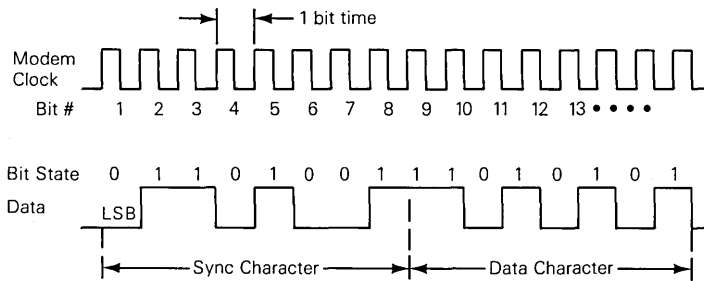 1 bit time
Modem
Clock
Bit # 1 2 3 4 5 6 7 8 9 10 11 12 13 • • • •
Bit State 0 1 1 0 1 0 0 1 1 1 0 1 0 1 0 1
Data LSB
Sync Character Data Character